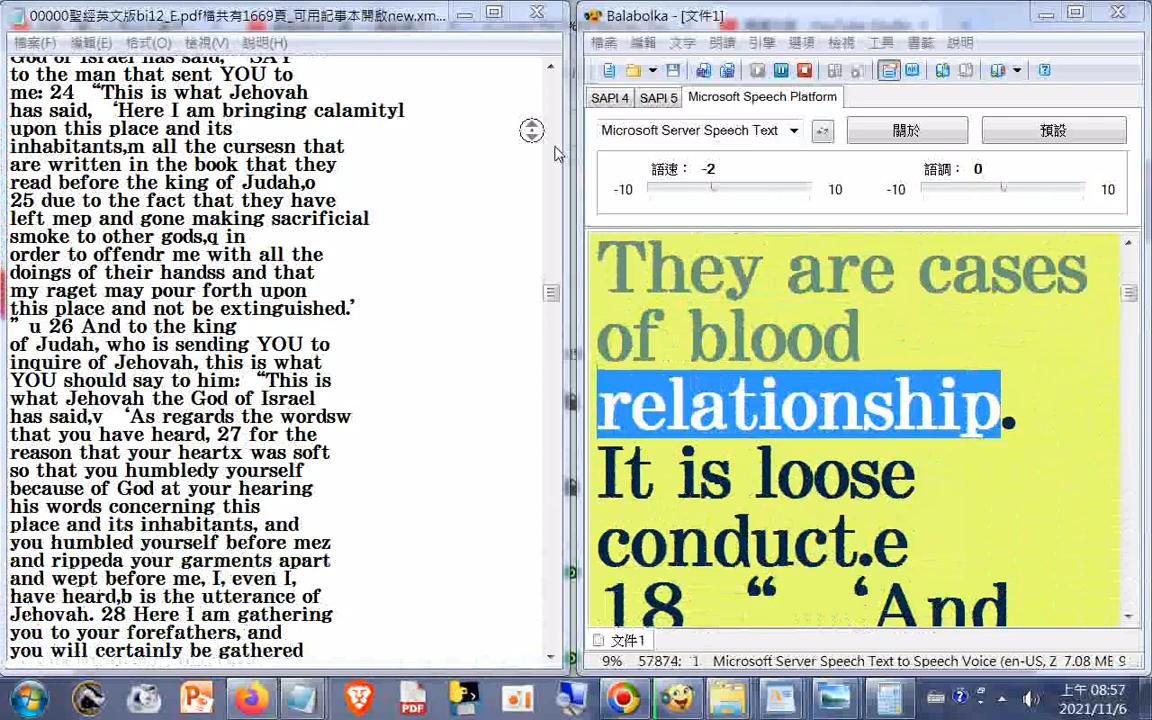 00000聖經英文版bi12_E.pdf檔共有1669頁_可用記事本開啟new.xm...
檔案(F) 編輯(E) 格式(O) 檢視(V) 說明(H)
God of Israel has said, “SAY
to the man that sent YOU to
me: 24 “This is what Jehovah
has said, ‘Here I am bringing calamityl
upon this place and its
inhabitants,m all the cursesn that
are written in the book that they
read before the king of Judah,o
25 due to the fact that they have
left mep and gone making sacrificial
smoke to other gods,q in
order to offendr me with all the
doings of their handss and that
my raget may pour forth upon
this place and not be extinguished.’
” u 26 And to the king
of Judah, who is sending YOU to
inquire of Jehovah, this is what
YOU should say to him: “This is
what Jehovah the God of Israel
has said,v ‘As regards the wordsw
that you have heard, 27 for the
reason that your heartx was soft
so that you humbledy yourself
because of God at your hearing
his words concerning this
place and its inhabitants, and
you humbled yourself before mez
and rippeda your garments apart
and wept before me, I, even I,
have heard,b is the utterance of
Jehovah. 28 Here I am gathering
you to your forefathers, and
you will certainly be gathered
Balabolka - [文件1]
檔案 編輯 文字 朗讀 引擎 選項 檢視 工具 書籤 說明
SAPI 4 SAPI 5 Microsoft Speech Platform
Microsoft Server Speech Text 關於 預設
語速： -2 語調： 0
-10 10 -10 10
They are cases
of blood
relationship.
It is loose
conduct.e
18 “ ‘And
文件1
9% 57874: 1 Microsoft Server Speech Text to Speech Voice (en-US, Z 7.08 MB 9
PDF
上午 08:57
2021/11/6